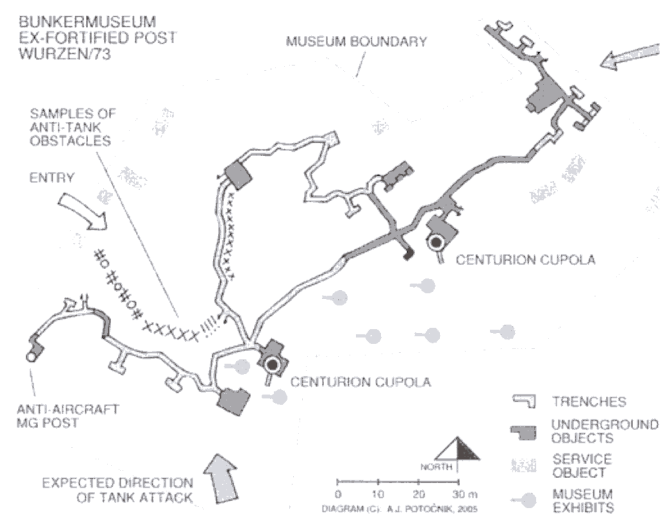 BUNKERMUSEUM
EX-FORTIFIED POST
WURZEN/73
MUSEUM BOUNDARY
SAMPLES OF
ANTI-TANK
OBSTACLES
ENTRY
CENTURION CUPOLA
CENTURION CUPOLA
ANTI-AIRCRAFT
MG POST
EXPECTED DIRECTION
OF TANK ATTACK
TRENCHES
UNDERGROUND
OBJECTS
SERVICE
OBJECT
MUSEUM
EXHIBITS
NORTH
0 10 20 30 m
DIAGRAM (C). A.J. POTOČNIK, 2005